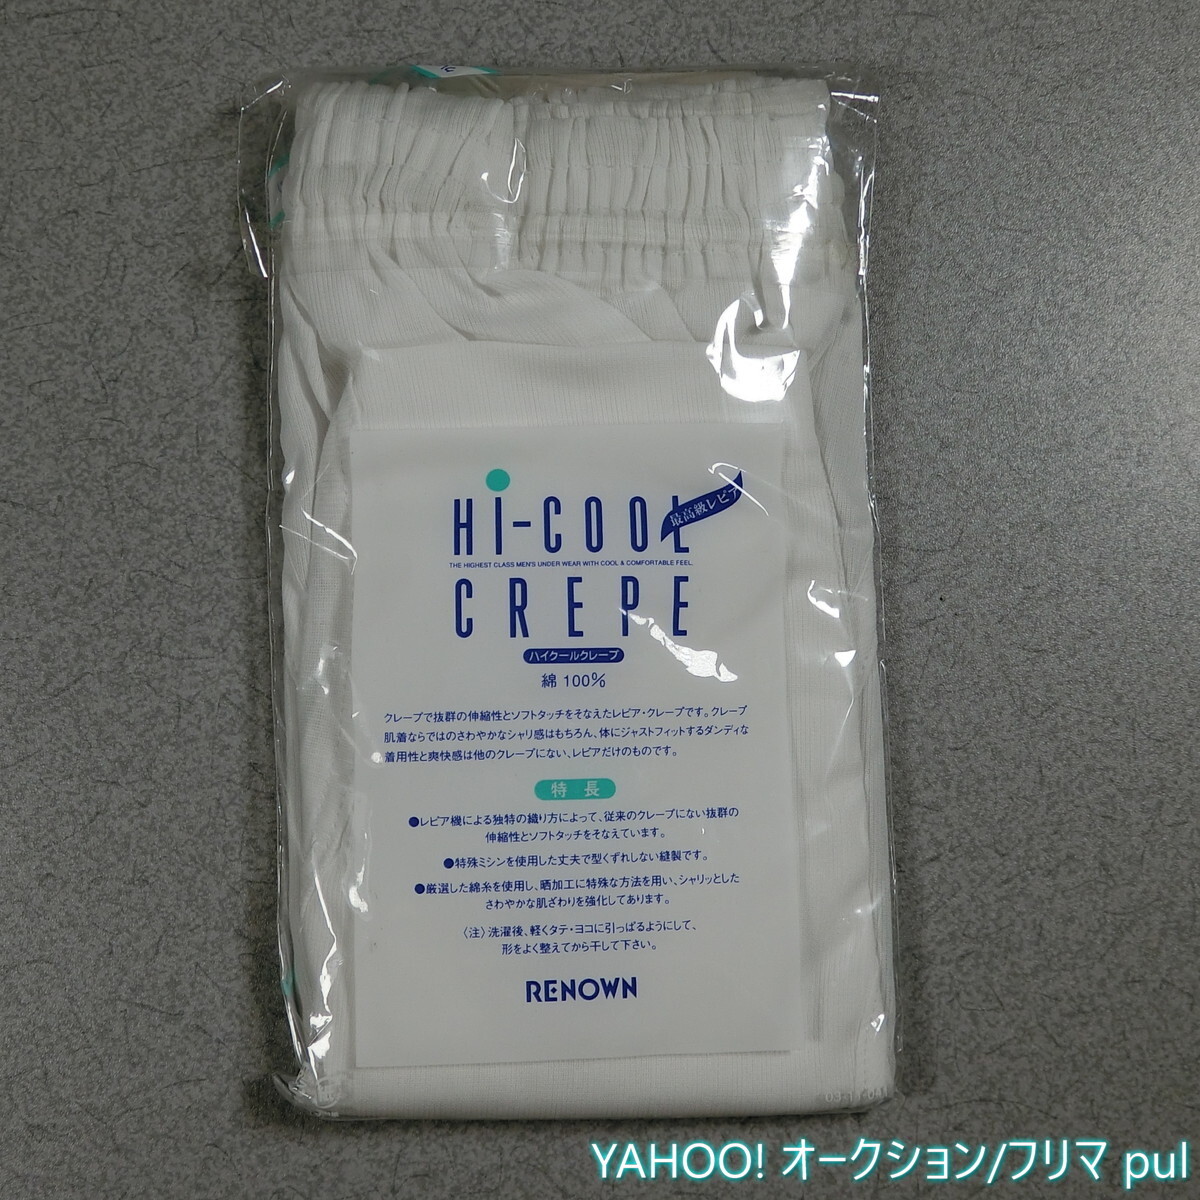 Hi-COOL
最高級レピア
THE HIGHEST CLASS MEN'S UNDER WEAR WITH COOL & COMFORTABLE FEEL.
CREPE
ハイクールクレープ
綿 100%
クレープで抜群の伸縮性とソフトタッチをそなえたレピア・クレープです。クレープ
肌着ならではのさわやかなシャリ感はもちろん、体にジャストフィットするダンディな
着用性と爽快感は他のクレープにない、レピアだけのものです。
特 長
●レピア機による独特の織り方によって、従来のクレープにない抜群の
伸縮性とソフトタッチをそなえています。
●特殊ミシンを使用した丈夫で型くずれしない縫製です。
●厳選した綿糸を使用し、晒加工に特殊な方法を用い、シャリッとした
さわやかな肌ざわりを強化してあります。
〈注〉洗濯後、軽くタテ・ヨコに引っぱるようにして、
形をよく整えてから干して下さい。
RENOWN
YAHOO! オークション/フリマ pul